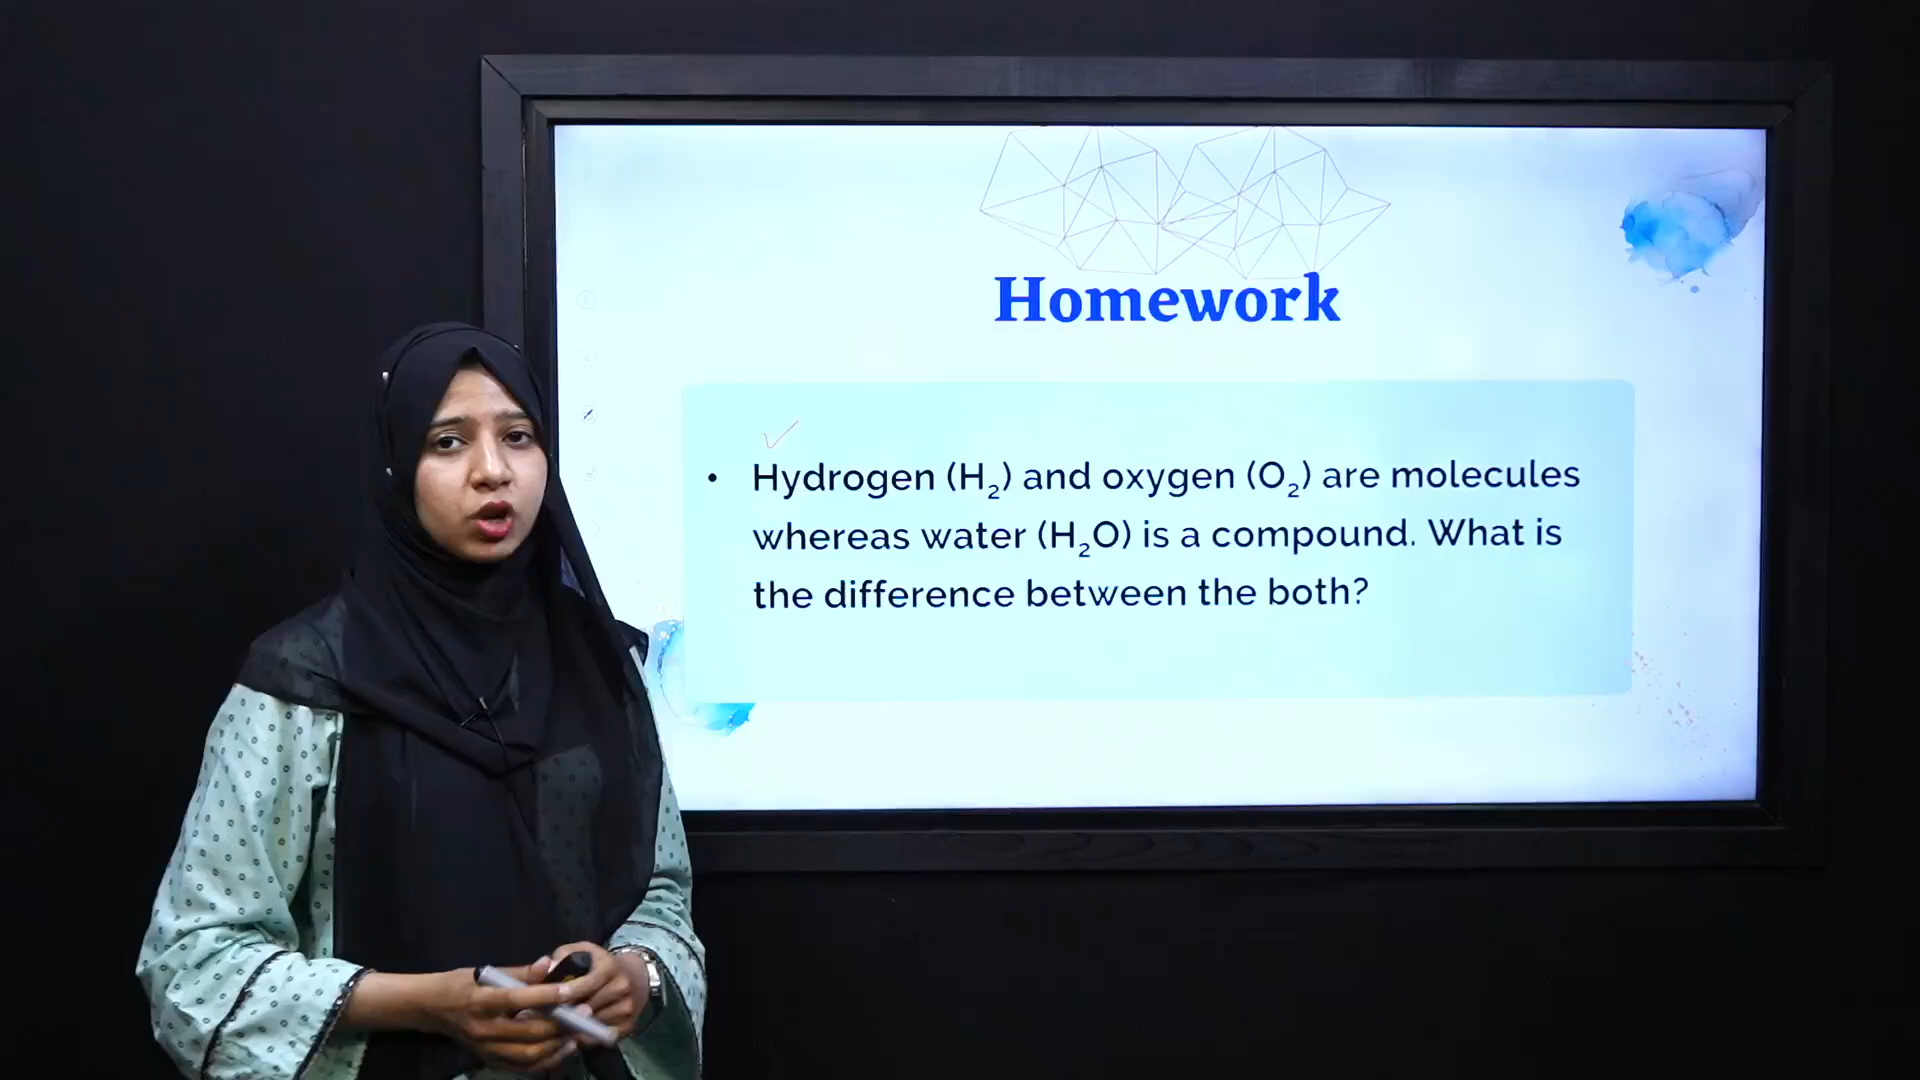 Homework
• Hydrogen (H₂) and oxygen (O₂) are molecules
whereas water (H₂O) is a compound. What is
the difference between the both?